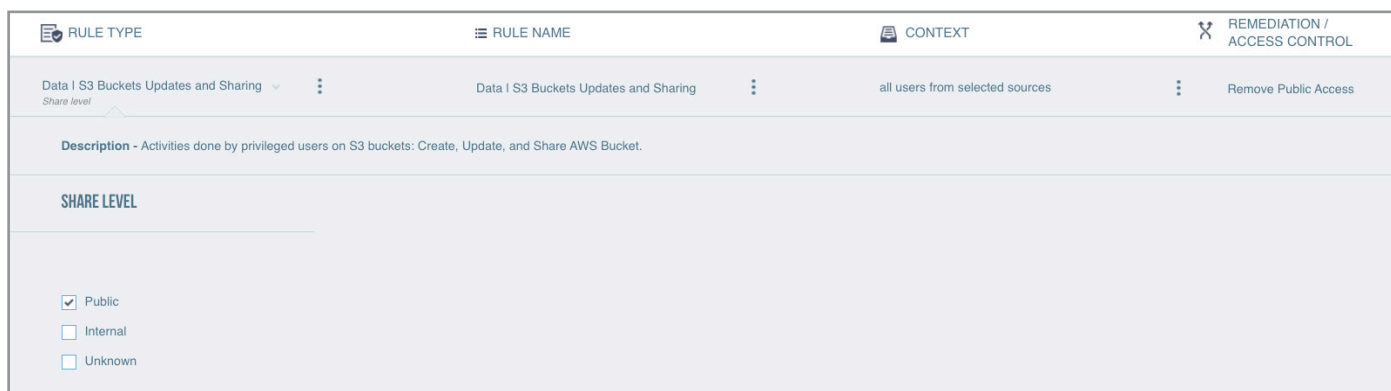 RULE TYPE
RULE NAME
CONTEXT
REMEDIATION /
ACCESS CONTROL
Data | S3 Buckets Updates and Sharing
Share level
Data | S3 Buckets Updates and Sharing
all users from selected sources
Remove Public Access
Description - Activities done by privileged users on S3 buckets: Create, Update, and Share AWS Bucket.
SHARE LEVEL
Public
Internal
Unknown